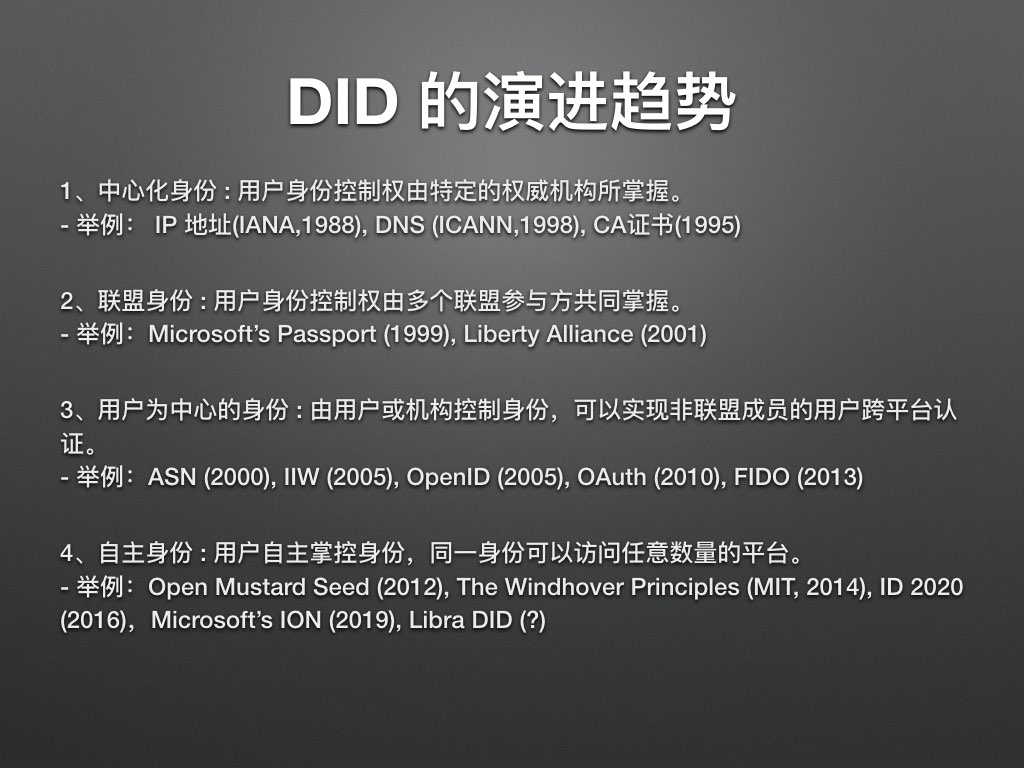 DID 的演进趋势
1、中心化身份 : 用户身份控制权由特定的权威机构所掌握。
- 举例： IP 地址(IANA,1988), DNS (ICANN,1998), CA证书(1995)
2、联盟身份 : 用户身份控制权由多个联盟参与方共同掌握。
- 举例：Microsoft’s Passport (1999), Liberty Alliance (2001)
3、用户为中心的身份 : 由用户或机构控制身份，可以实现非联盟成员的用户跨平台认
证。
- 举例：ASN (2000), IIW (2005), OpenID (2005), OAuth (2010), FIDO (2013)
4、自主身份 : 用户自主掌控身份，同一身份可以访问任意数量的平台。
- 举例：Open Mustard Seed (2012), The Windhover Principles (MIT, 2014), ID 2020
(2016)，Microsoft’s ION (2019), Libra DID (?)